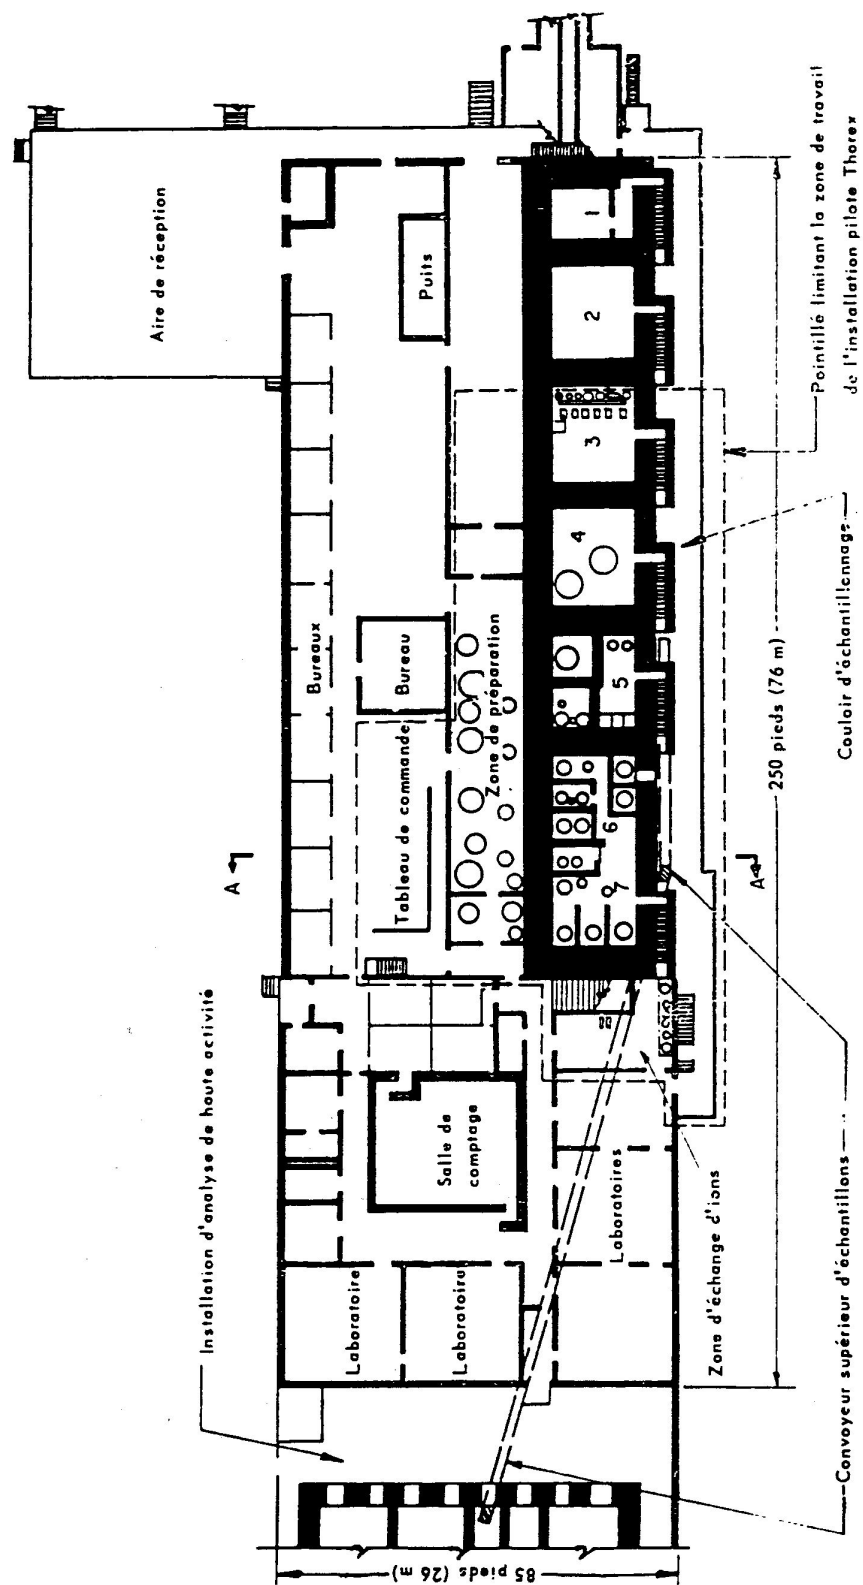 Aire de réception
Puits
Bureaux
Bureau
Tableau de commande
Zone de préparation
1
2
3
4
5
6
7
A
A
Installation d'analyse de haute activité
Salle de
comptage
Laboratoire
Laboratoiru
Laboratoires
Zone d'échange d'ions
Convoyeur supérieur d'échantillons
Couloir d'áchantillennage
Pointillé limitant la zone de travail
de l'installation pilote Thorex
250 pieds (76 m)
85 pieds (26 m)